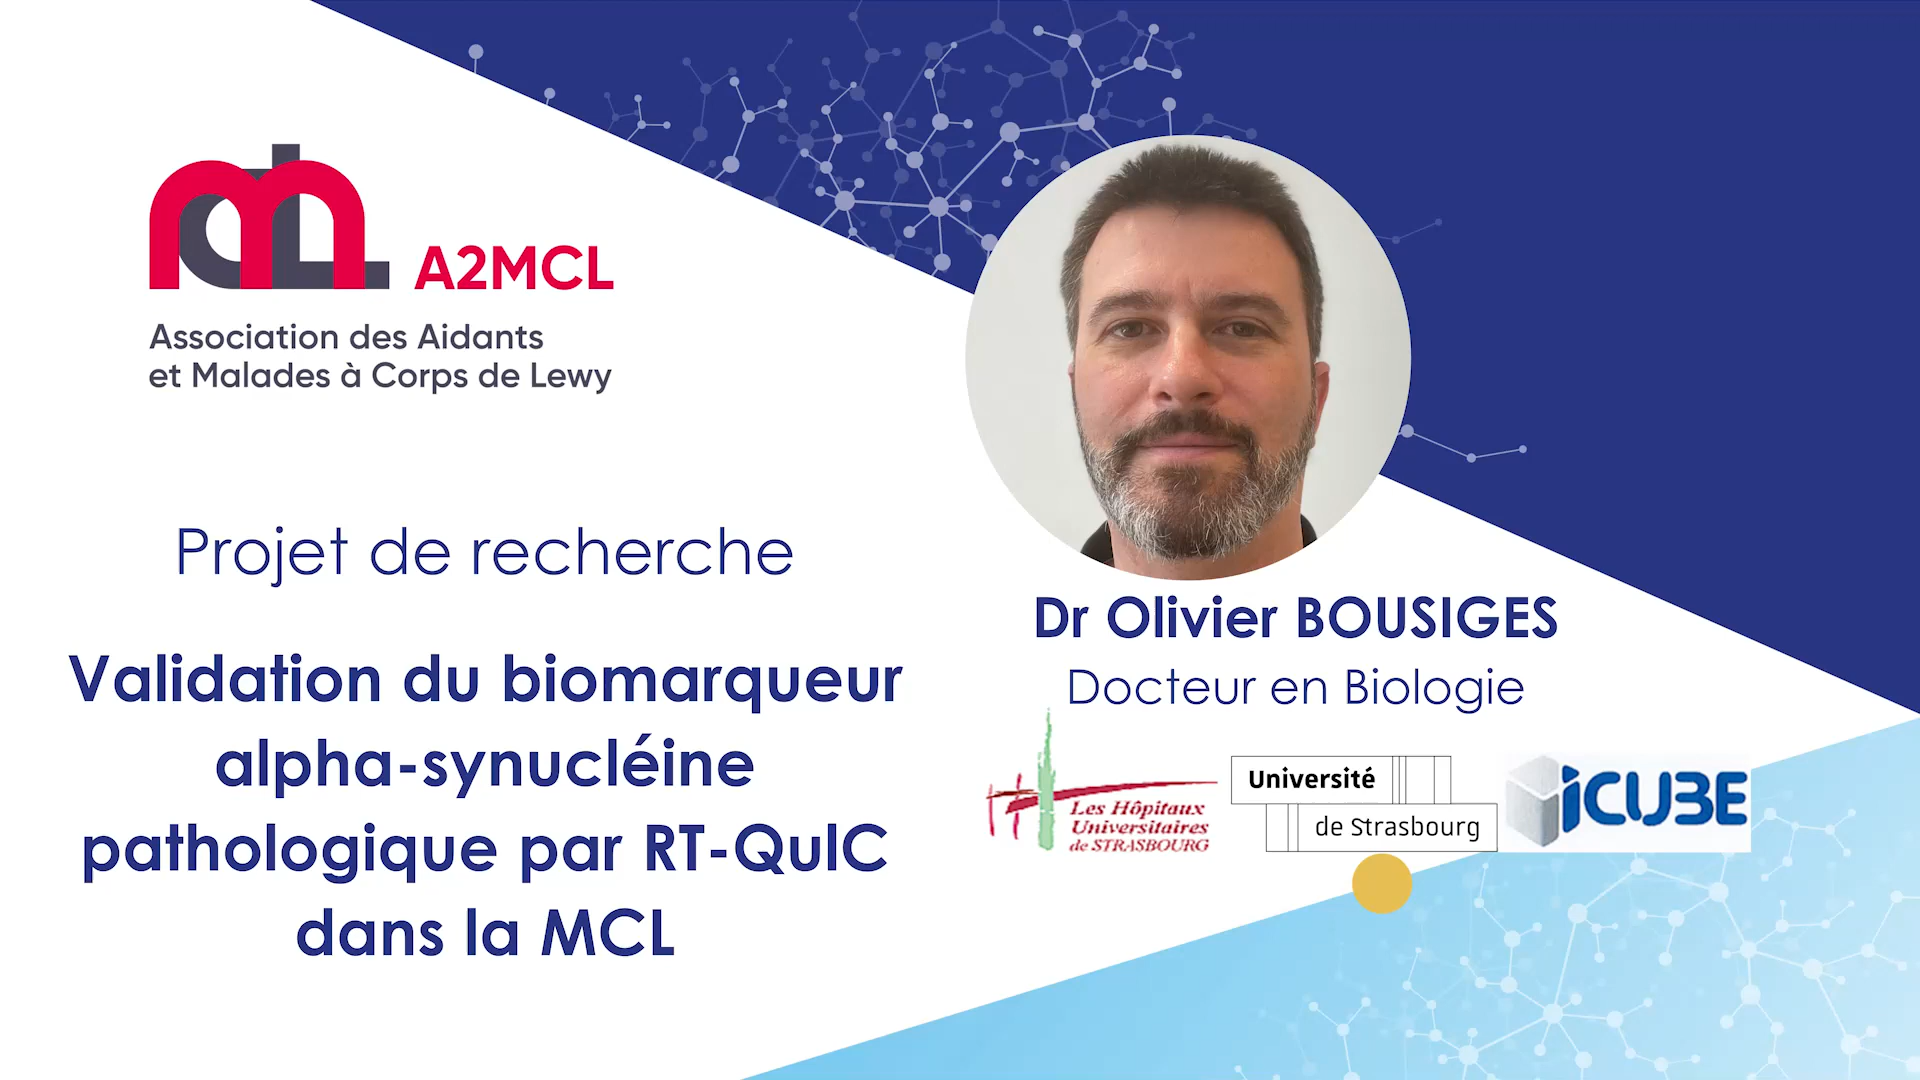 A2MCL
Association des Aidants
et Malades à Corps de Lewy
Projet de recherche
Validation du biomarqueur
alpha-synucléine
pathologique par RT-QuIC
dans la MCL
Dr Olivier BOUSIGES
Docteur en Biologie
Les Hôpitaux
Universitaires
de STRASBOURG
Université
de Strasbourg
iCUBE